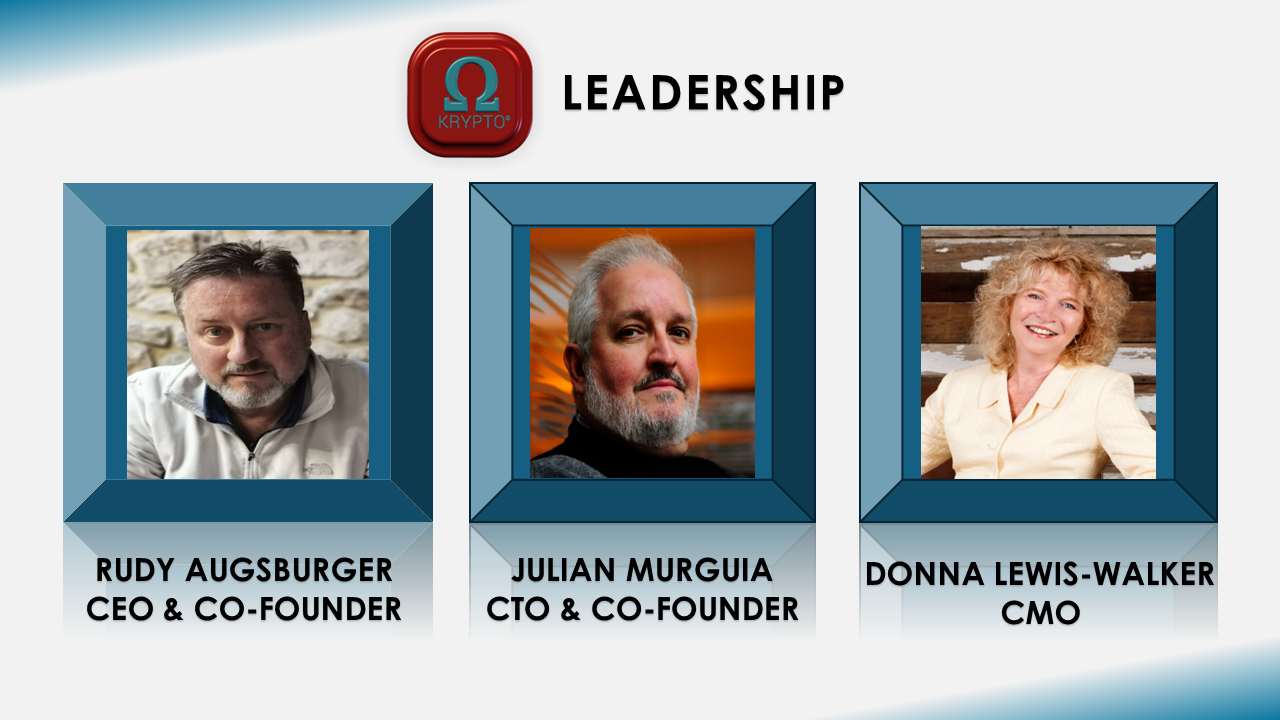 Ω
KRYPTO®
LEADERSHIP
RUDY AUGSBURGER
CEO & CO-FOUNDER
JULIAN MURGUIA
CTO & CO-FOUNDER
DONNA LEWIS-WALKER
CMO